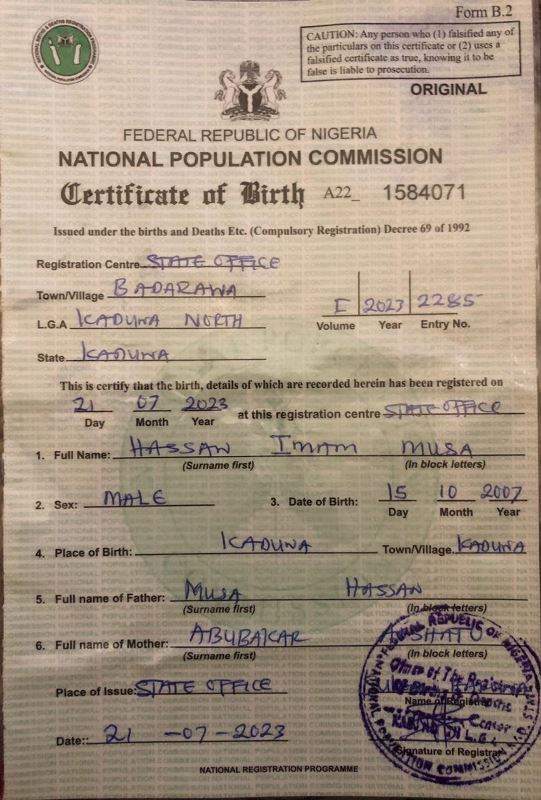 Form B.2
CAUTION: Any person who (1) falsified any of
the particulars on this certificate or (2) uses a
falsified certificate as true, knowing it to be
false is liable to prosecution.
ORIGINAL
FEDERAL REPUBLIC OF NIGERIA
NATIONAL POPULATION COMMISSION
Certificate of Birth A22_ 1584071
Issued under the births and Deaths Etc. (Compulsory Registration) Decree 69 of 1992
Registration Centre STATE OFFICE
Town/Village BADARAWA
I 2023 2285
L.G.A KADUNA NORTH
Volume Year Entry No.
State KADUNA
This is certify that the birth, details of which are recorded herein has been registered on
21 07 2023 at this registration centre STATE OFFICE
Day Month Year
1. Full Name: HASSAN IMAM MUSA
(Surname first) (In block letters)
2. Sex: MALE 3. Date of Birth: 15 10 2007
Day Month Year
4. Place of Birth: KADUNA Town/Village. KADUNA
5. Full name of Father: MUSA HASSAN
(Surname first) (In block letters)
6. Full name of Mother: ABUBAKAR AISHATU
(Surname first) (In block letters)
Place of Issue: STATE OFFICE
Name of Registrar
Date: 21 -07-2023
Signature of Registrar
NATIONAL REGISTRATION PROGRAMME